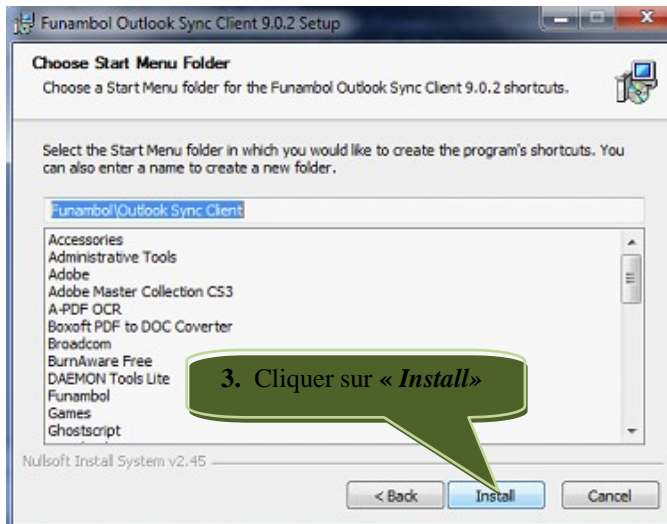 Funambol Outlook Sync Client 9.0.2 Setup
Choose Start Menu Folder
Choose a Start Menu folder for the Funambol Outlook Sync Client 9.0.2 shortcuts.
Select the Start Menu folder in which you would like to create the program's shortcuts. You
can also enter a name to create a new folder.
Funambol\Outlook Sync Client
Accessories
Administrative Tools
Adobe
Adobe Master Collection CS3
A-PDF OCR
Boxoft PDF to DOC Coverter
Broadcom
BurnAware Free
DAEMON Tools Lite
Funambol
Games
Ghostscript
3. Cliquer sur « Install»
Nullsoft Install System v2.45
< Back Install Cancel